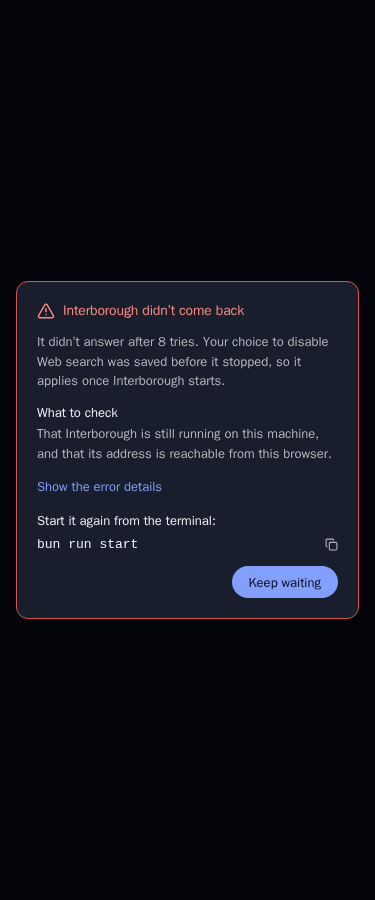 Interborough didn’t come back
It didn’t answer after 8 tries. Your choice to disable
Web search was saved before it stopped, so it
applies once Interborough starts.
What to check
That Interborough is still running on this machine,
and that its address is reachable from this browser.
Show the error details
Start it again from the terminal:
bun run start
Keep waiting